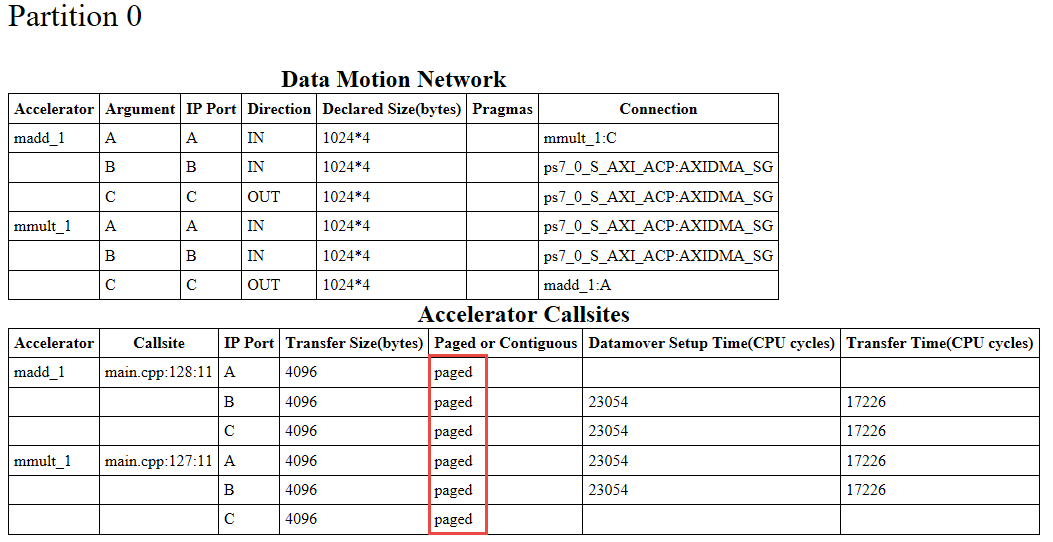 Partition 0
Data Motion Network
Accelerator Argument IP Port Direction Declared Size(bytes) Pragmas Connection
madd_1 A A IN 1024*4 mmult_1:C
B B IN 1024*4 ps7_0_S_AXI_ACP:AXIDMA_SG
C C OUT 1024*4 ps7_0_S_AXI_ACP:AXIDMA_SG
mmult_1 A A IN 1024*4 ps7_0_S_AXI_ACP:AXIDMA_SG
B B IN 1024*4 ps7_0_S_AXI_ACP:AXIDMA_SG
C C OUT 1024*4 madd_1:A
Accelerator Callsites
Accelerator Callsite IP Port Transfer Size(bytes) Paged or Contiguous Datamover Setup Time(CPU cycles) Transfer Time(CPU cycles)
madd_1 main.cpp:128:11 A 4096 paged
B 4096 paged 23054 17226
C 4096 paged 23054 17226
mmult_1 main.cpp:127:11 A 4096 paged 23054 17226
B 4096 paged 23054 17226
C 4096 paged